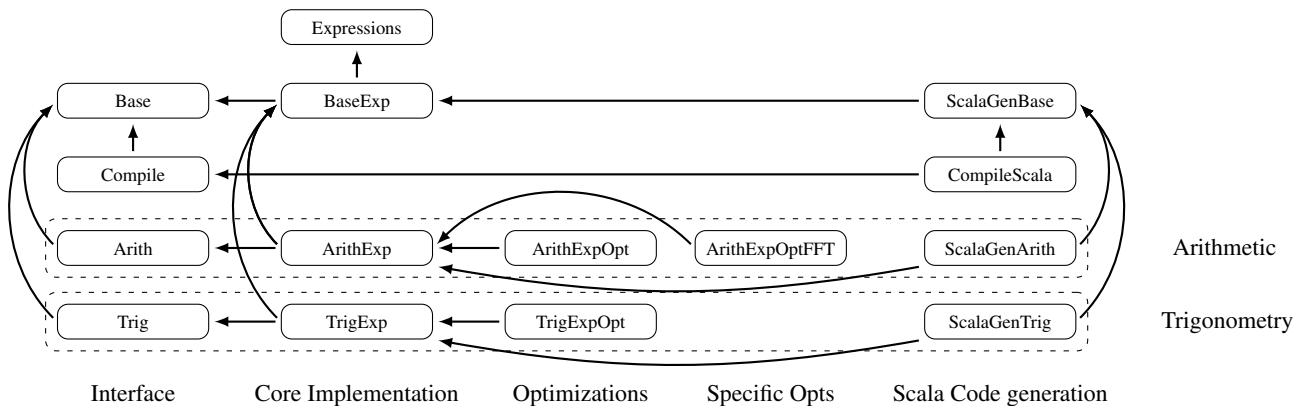 Expressions
Base BaseExp ScalaGenBase
Compile CompileScala
Arith ArithExp ArithExpOpt ArithExpOptFFT ScalaGenArith Arithmetic
Trig TrigExp TrigExpOpt ScalaGenTrig Trigonometry
Interface Core Implementation Optimizations Specific Opts Scala Code generation